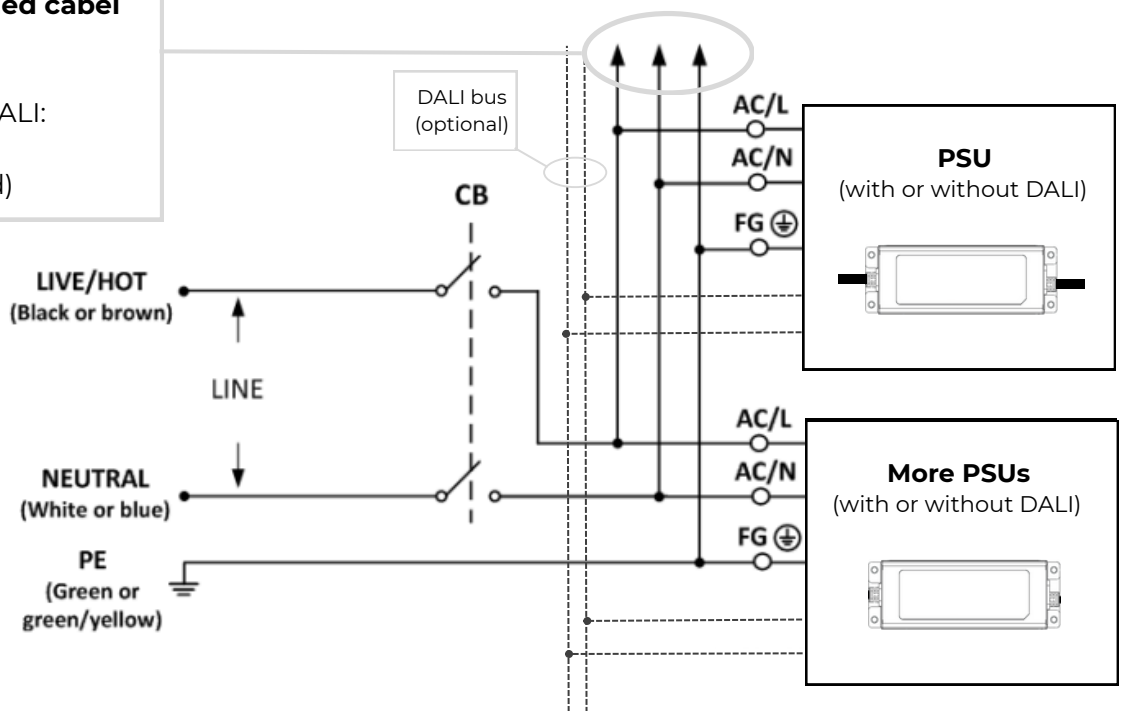 ed cabel
ALI:
)
DALI bus
(optional)
CB
LIVE/HOT
(Black or brown)
LINE
NEUTRAL
(White or blue)
PE
(Green or
green/yellow)
AC/L
AC/N
FG
PSU
(with or without DALI)
AC/L
AC/N
FG
More PSUs
(with or without DALI)